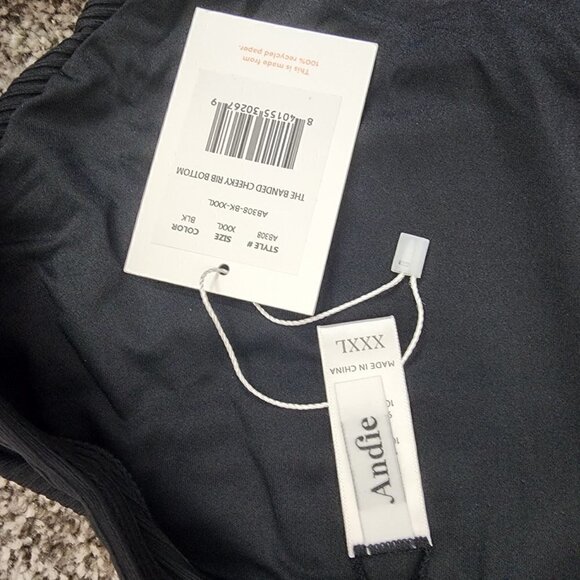 STYLE # SIZE COLOR
AB308 XXXL BLK
AB308-BK-XXXL
THE BANDED CHEEKY RIB BOTTOM
8 40155 30267 9
This is made from
100% recycled paper.
Andie
XXXL
MADE IN CHINA